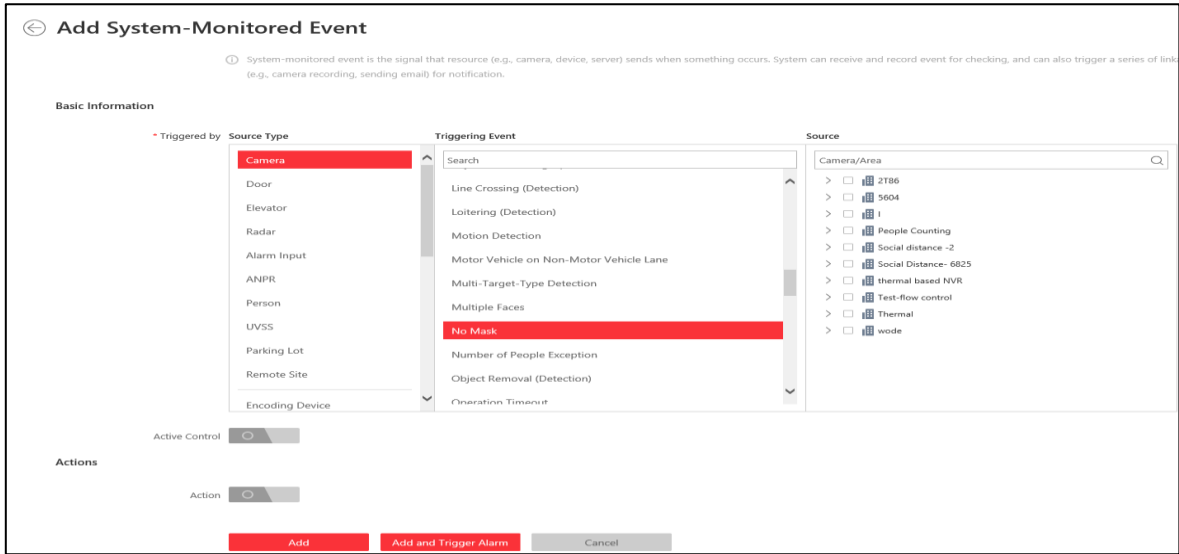 Add System-Monitored Event
System-monitored event is the signal that resource (e.g., camera, device, server) sends when something occurs. System can receive and record event for checking, and can also trigger a series of
(e.g., camera recording, sending email) for notification.
Basic Information
* Triggered by Source Type Triggering Event Source
Camera Search Camera/Area
Door Line Crossing (Detection) 2T86
Elevator Loitering (Detection) 5604
Radar Motion Detection I
Alarm Input Motor Vehicle on Non-Motor Vehicle Lane People Counting
ANPR Multi-Target-Type Detection Social distance -2
Person Multiple Faces Social Distance- 6825
UVSS No Mask thermal based NVR
Parking Lot Number of People Exception Test-flow control
Remote Site Object Removal (Detection) Thermal
Encoding Device Operation Timeout wode
Active Control
Actions
Action
Add Add and Trigger Alarm Cancel